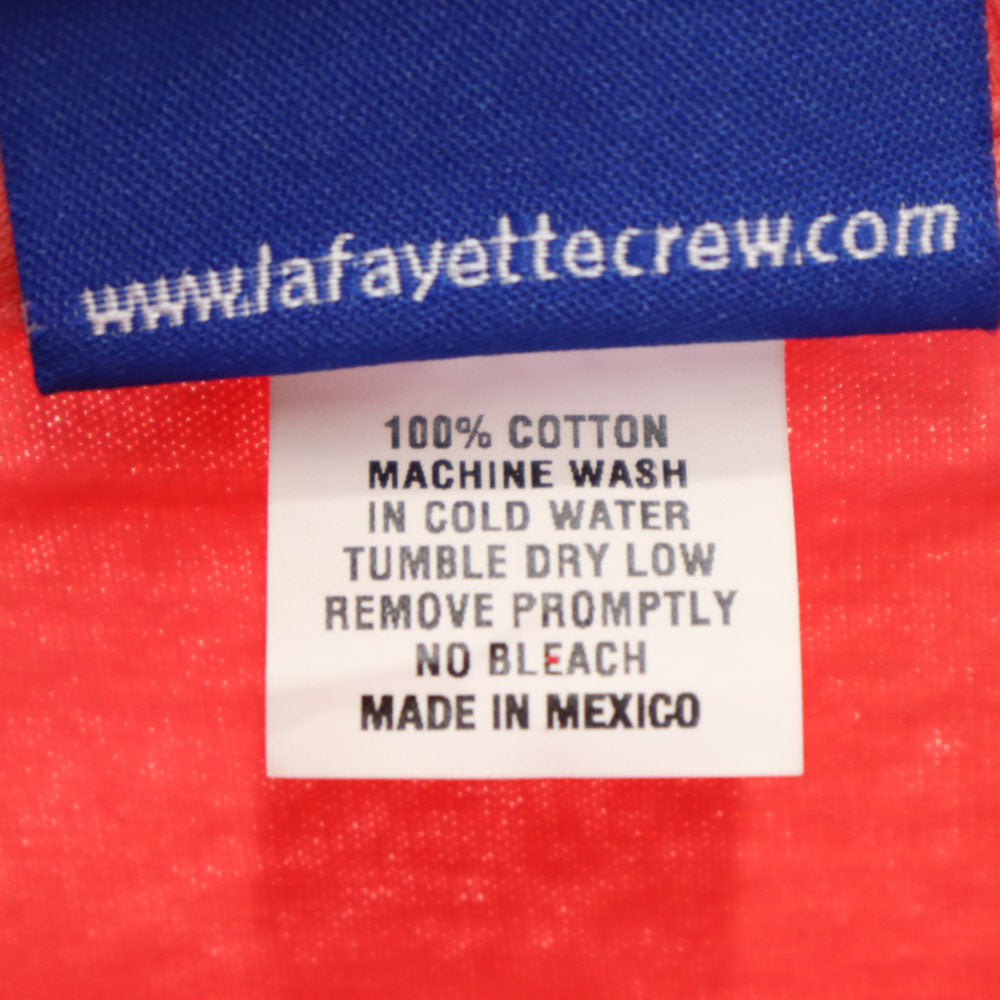 www.lafayettecrew.com
100% COTTON
MACHINE WASH
IN COLD WATER
TUMBLE DRY LOW
REMOVE PROMPTLY
NO BLEACH
MADE IN MEXICO